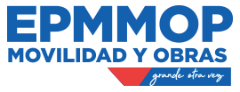 EPMMOP
MOVILIDAD Y OBRAS
grande otra vez